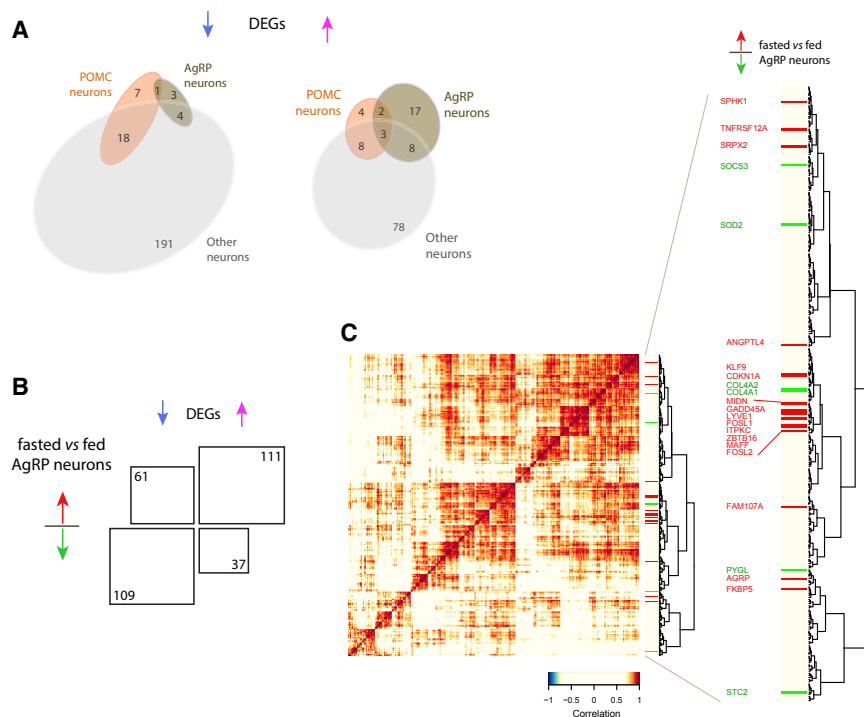 A
DEGs
POMC
neurons
AgRP
neurons
7
1
3
4
18
191
Other
neurons
POMC
neurons
AgRP
neurons
4
2
17
3
8
8
78
Other
neurons
B
DEGs
fasted vs fed
AgRP neurons
61
111
109
37
C
−1
−0.5
0
0.5
1
Correlation
fasted vs fed
AgRP neurons
SPHK1
TNFRSF12A
SRPX2
SOCS3
SOD2
ANGPTL4
KLF9
CDKN1A
COL4A2
COL4A1
MIDN
GADD45A
LYVE1
FOSL1
ITPKC
ZBTB16
MAFF
FOSL2
FAM107A
PYGL
AGRP
FKBP5
STC2